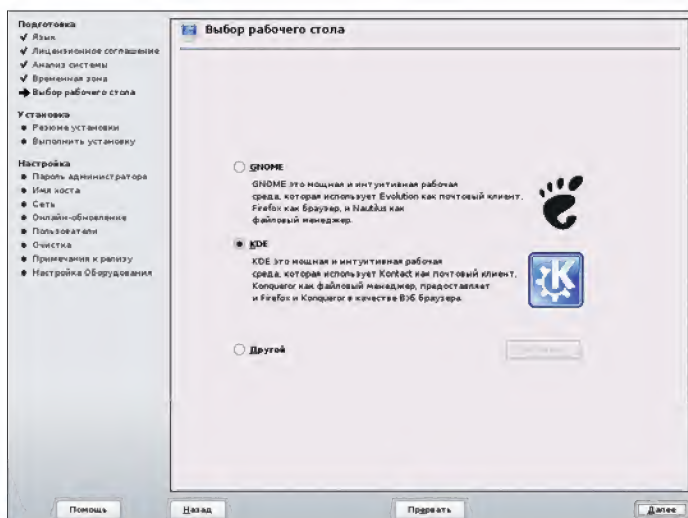 Подготовка
Язык
Лицензионное соглашение
Анализ системы
Временная зона
Выбор рабочего стола
Установка
Резюме установки
Выполнить установку
Настройка
Пароль администратора
Имя хоста
Сеть
Онлайн-обновление
Пользователи
Очистка
Примечания к релизу
Настройка Оборудования
Выбор рабочего стола
GNOME
GNOME это мощная и интуитивная рабочая
среда, которая использует Evolution как почтовый клиент,
Firefox как браузер, и Nautilus как
файловый менеджер.
KDE
KDE это мощная и интуитивная рабочая
среда, которая использует Kontact как почтовый клиент,
Konqueror как файловый менеджер, предоставляет
и Firefox и Konqueror в качестве Вэб браузера.
Другой
Помощь
Назад
Прервать
Далее